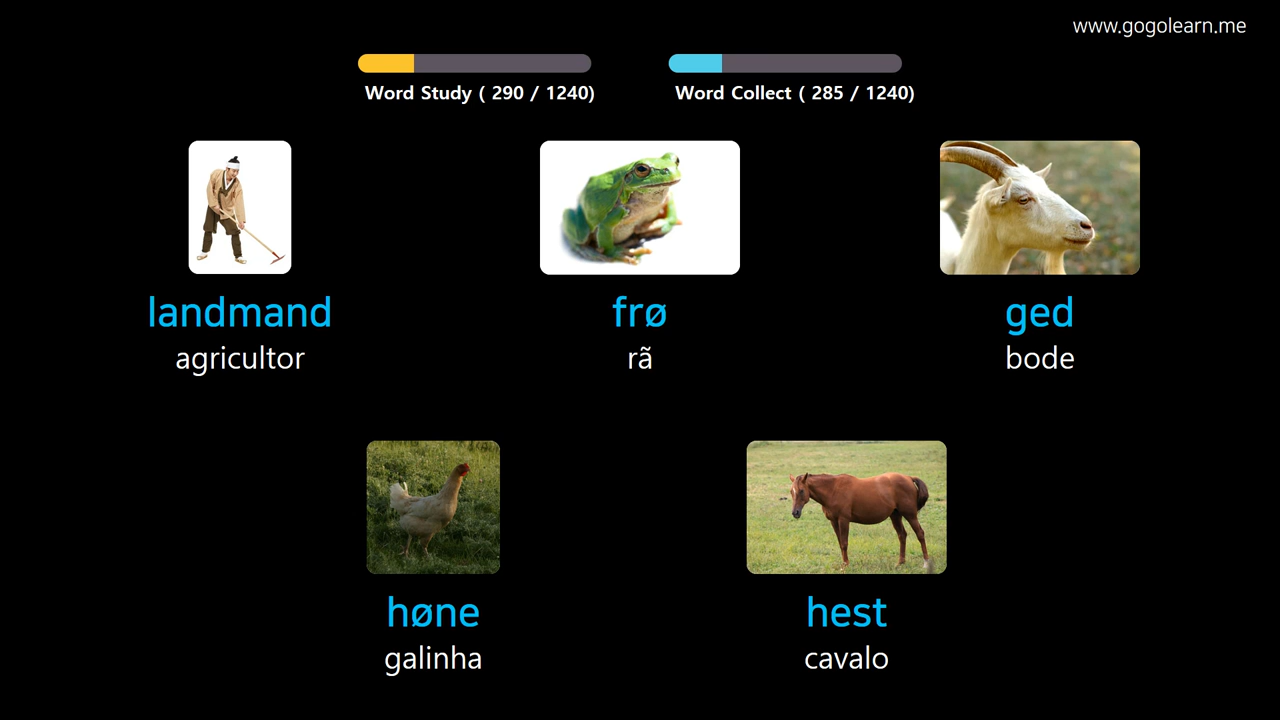 www.gogolearn.me
Word Study ( 290 / 1240)
Word Collect ( 285 / 1240)
landmand
agricultor
frø
rã
ged
bode
høne
galinha
hest
cavalo